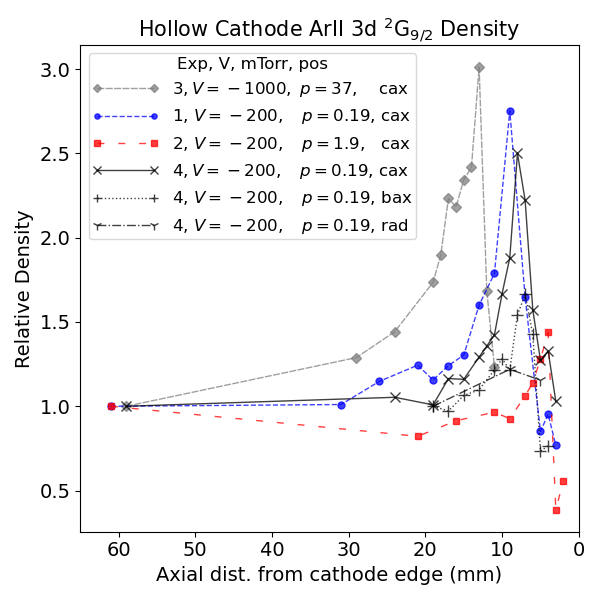 Hollow Cathode ArII 3d ²G₉/₂ Density
Exp, V, mTorr, pos
3, V = −1000, p = 37, cax
1, V = −200, p = 0.19, cax
2, V = −200, p = 1.9, cax
4, V = −200, p = 0.19, cax
4, V = −200, p = 0.19, bax
4, V = −200, p = 0.19, rad
Relative Density
3.0
2.5
2.0
1.5
1.0
0.5
60 50 40 30 20 10 0
Axial dist. from cathode edge (mm)